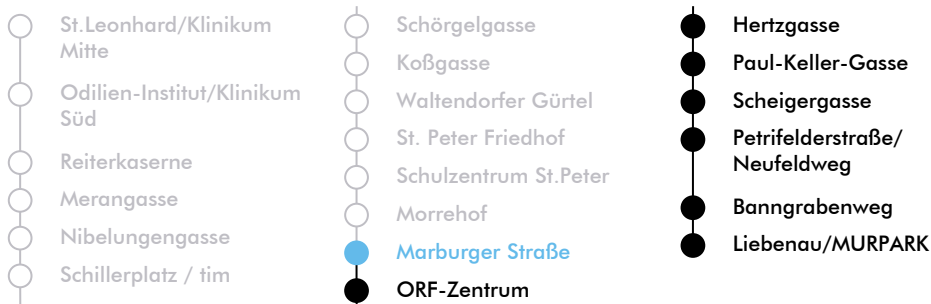 St.Leonhard/Klinikum
Mitte
Odilien-Institut/Klinikum
Süd
Reiterkaserne
Merangasse
Nibelungengasse
Schillerplatz / tim
Schörgelgasse
Koßgasse
Waltendorfer Gürtel
St. Peter Friedhof
Schulzentrum St.Peter
Morrehof
Marburger Straße
ORF-Zentrum
Hertzgasse
Paul-Keller-Gasse
Scheigergasse
Petrifelderstraße/
Neufeldweg
Banngrabenweg
Liebenau/MURPARK